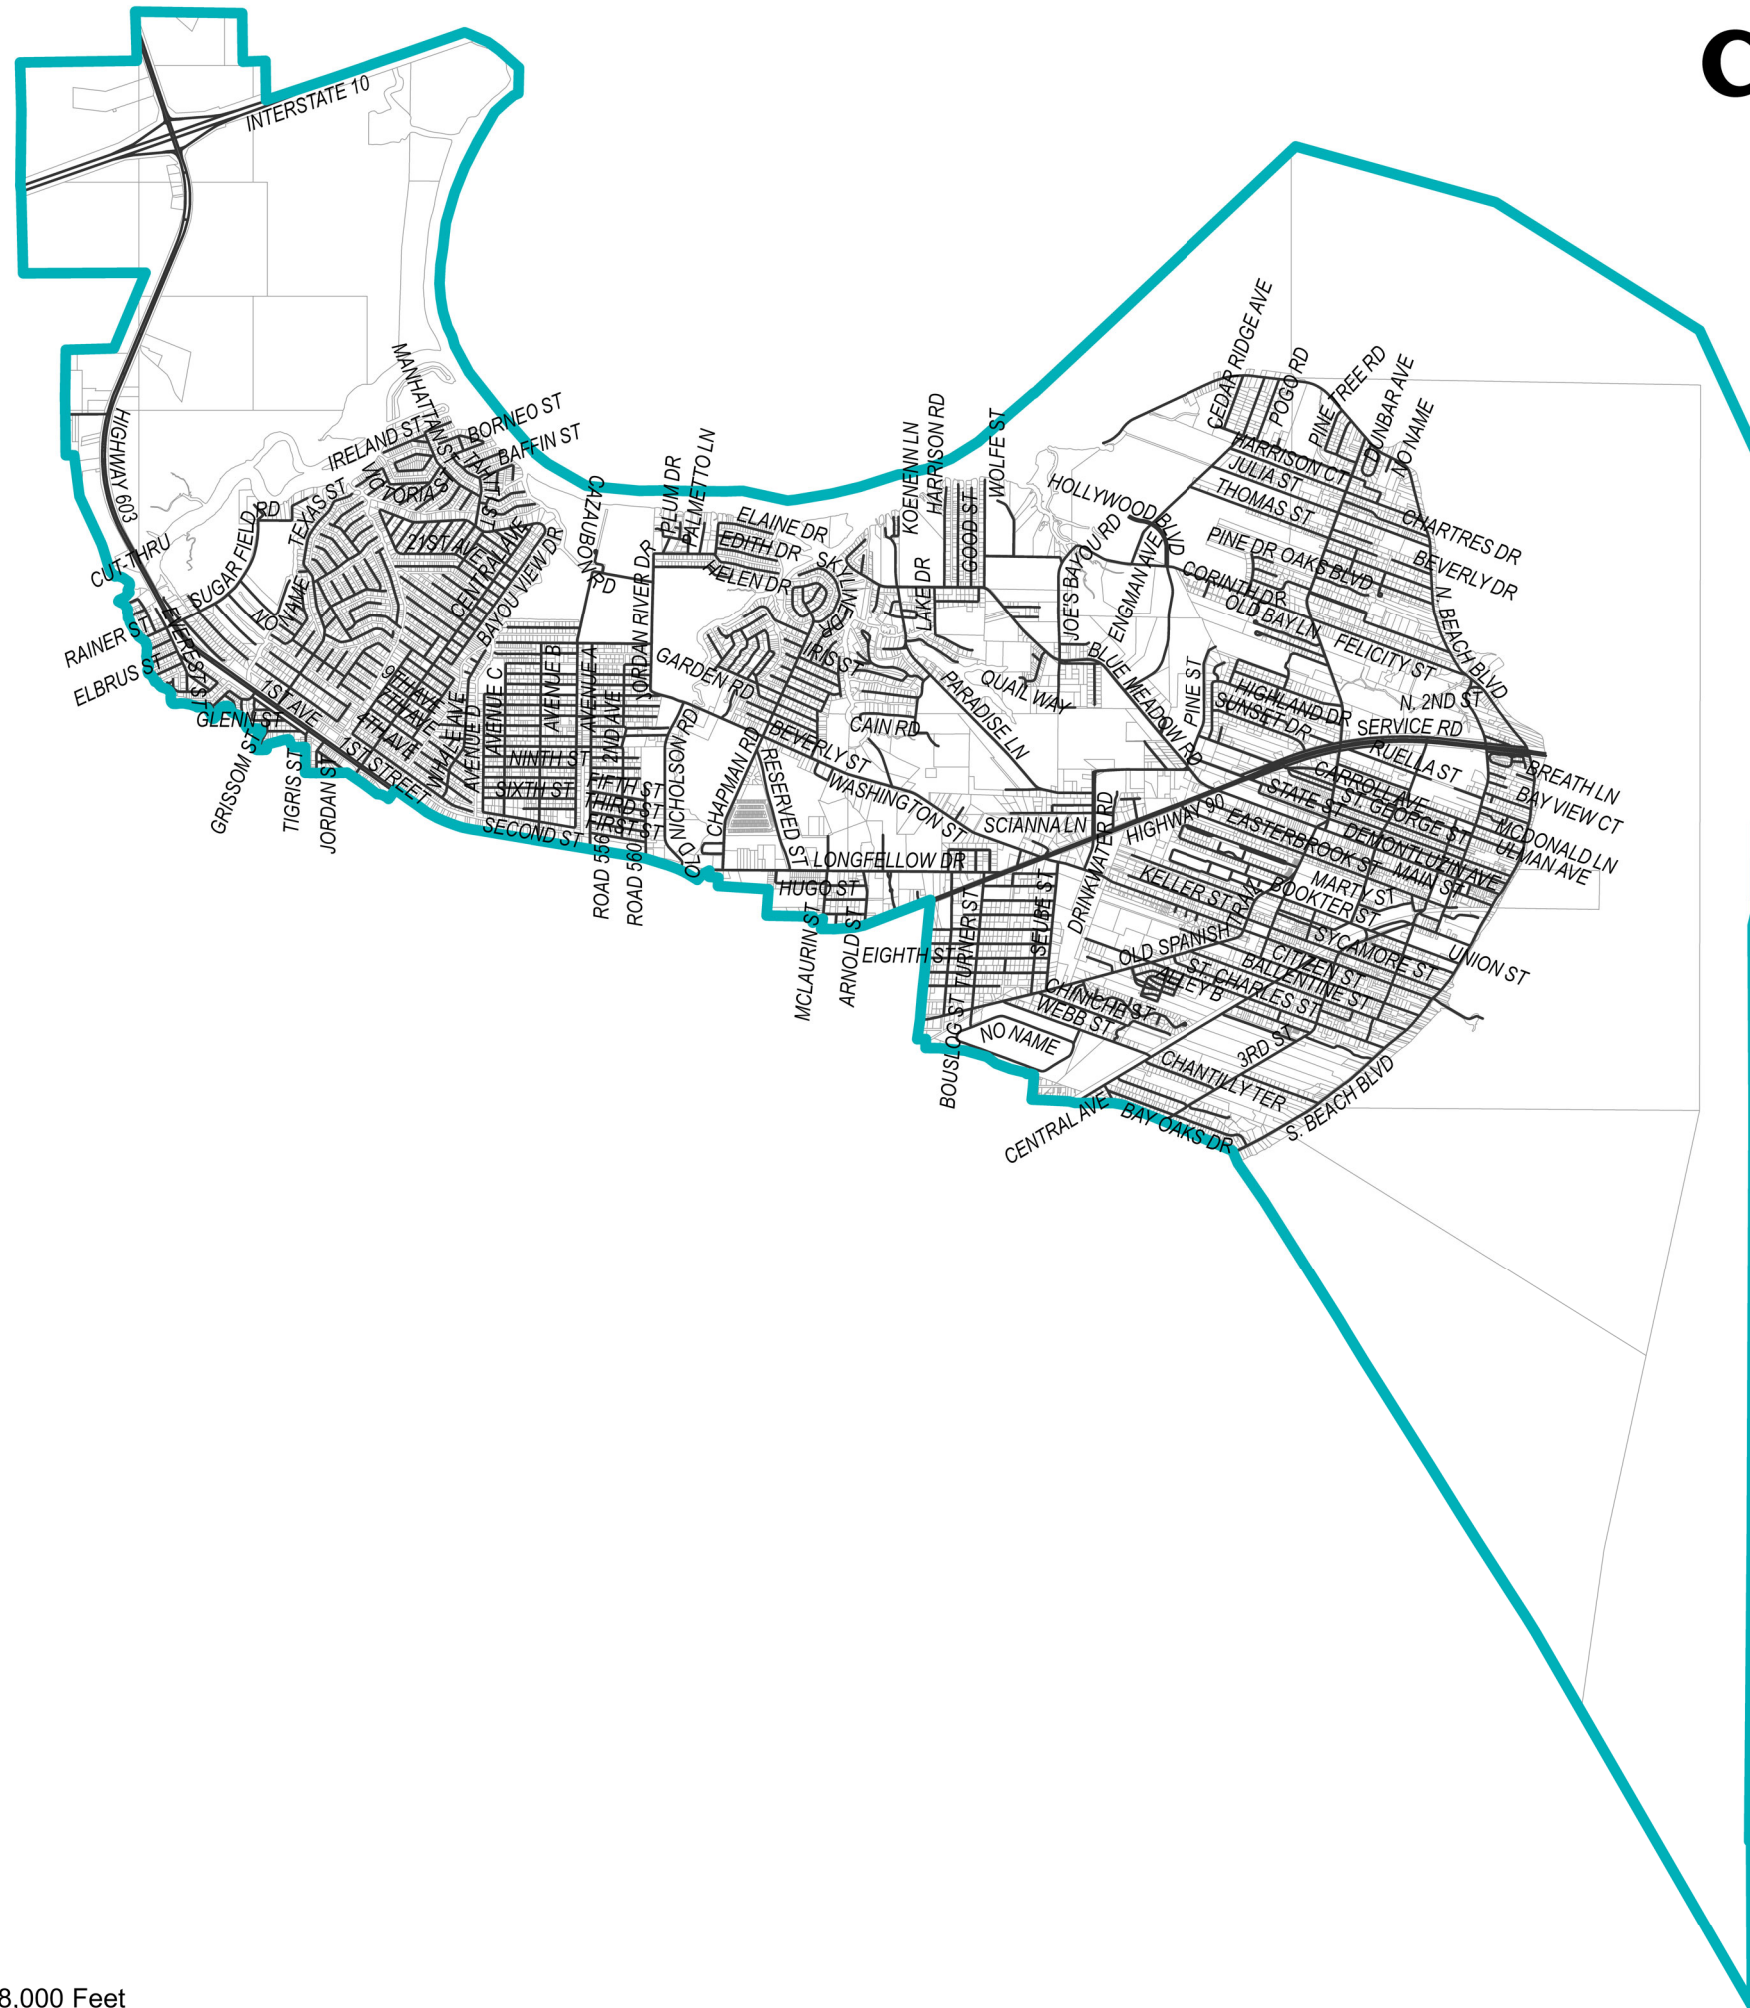 C
INTERSTATE 10
CEDAR RIDGE AVE
POGO RD
PINE TREE RD
DUNBAR AVE
NO NAME
MANHATTAN ST
BORNEO ST
BAFFIN ST
IRELAND ST
VICTORIA ST
TAHITI ST
HIGHWAY 603
TEXAS ST
SUGAR FIELD RD
CUT-THRU
21ST AVE
CENTRAL AVE
BAYOU VIEW DR
NO NAME
EVEREST ST
RAINER ST
ELBRUS ST
1ST AVE
GLENN ST
GRISSOM ST
TIGRIS ST
JORDAN ST
9TH AVE
7TH AVE
4TH AVE
1ST STREET
WHALE AVE
AVENUE D
AVENUE C
AVENUE B
AVENUE A
2ND AVE
NINTH ST
SIXTH ST
FIFTH ST
THIRD ST
FIRST ST
SECOND ST
ROAD 556
ROAD 560
CAZAUBON RD
JORDAN RIVER DR
PLUM DR
PALMETTO LN
ELAINE DR
EDITH DR
HELEN DR
SKYLINE DR
IRIS ST
GARDEN RD
OLD NICHOLSON RD
CHAPMAN RD
RESERVED ST
BEVERLY ST
CAIN RD
WASHINGTON ST
LONGFELLOW DR
HUGO ST
MCLAURIN ST
ARNOLD ST
EIGHTH ST
KOENENN LN
HARRISON RD
GOOD ST
WOLFE ST
LAKE DR
PARADISE LN
QUAIL WAY
HOLLYWOOD BLVD
JOE'S BAYOU RD
ENGMAN AVE
BLUE MEADOW RD
PINE ST
HARRISON CT
JULIA ST
THOMAS ST
CHARTRES DR
BEVERLY DR
PINE DR
OAKS BLVD
CORINTH DR
OLD BAY LN
FELICITY ST
N. BEACH BLVD
N. 2ND ST
HIGHLAND DR
SUNSET DR
SERVICE RD
RUELLA ST
BREATH LN
BAY VIEW CT
CARROLL AVE
STATE ST
ST. GEORGE ST
MCDONALD LN
ULMAN AVE
HIGHWAY 90
SCIANNA LN
DRINKWATER RD
EASTERBROOK ST
DEMONTLUZIN AVE
MAIN ST
MARTY ST
BOOKTER ST
KELLER ST
OLD SPANISH TRAIL
SYCAMORE ST
UNION ST
CITIZEN ST
BALLENTINE ST
ST. CHARLES ST
ALLEY B
CHINICHE ST
WEBB ST
NO NAME
SEUBE ST
TURNER ST
BOUSLOG ST
3RD ST
CHANTILLY TER
CENTRAL AVE
BAY OAKS DR
S. BEACH BLVD
8,000 Feet